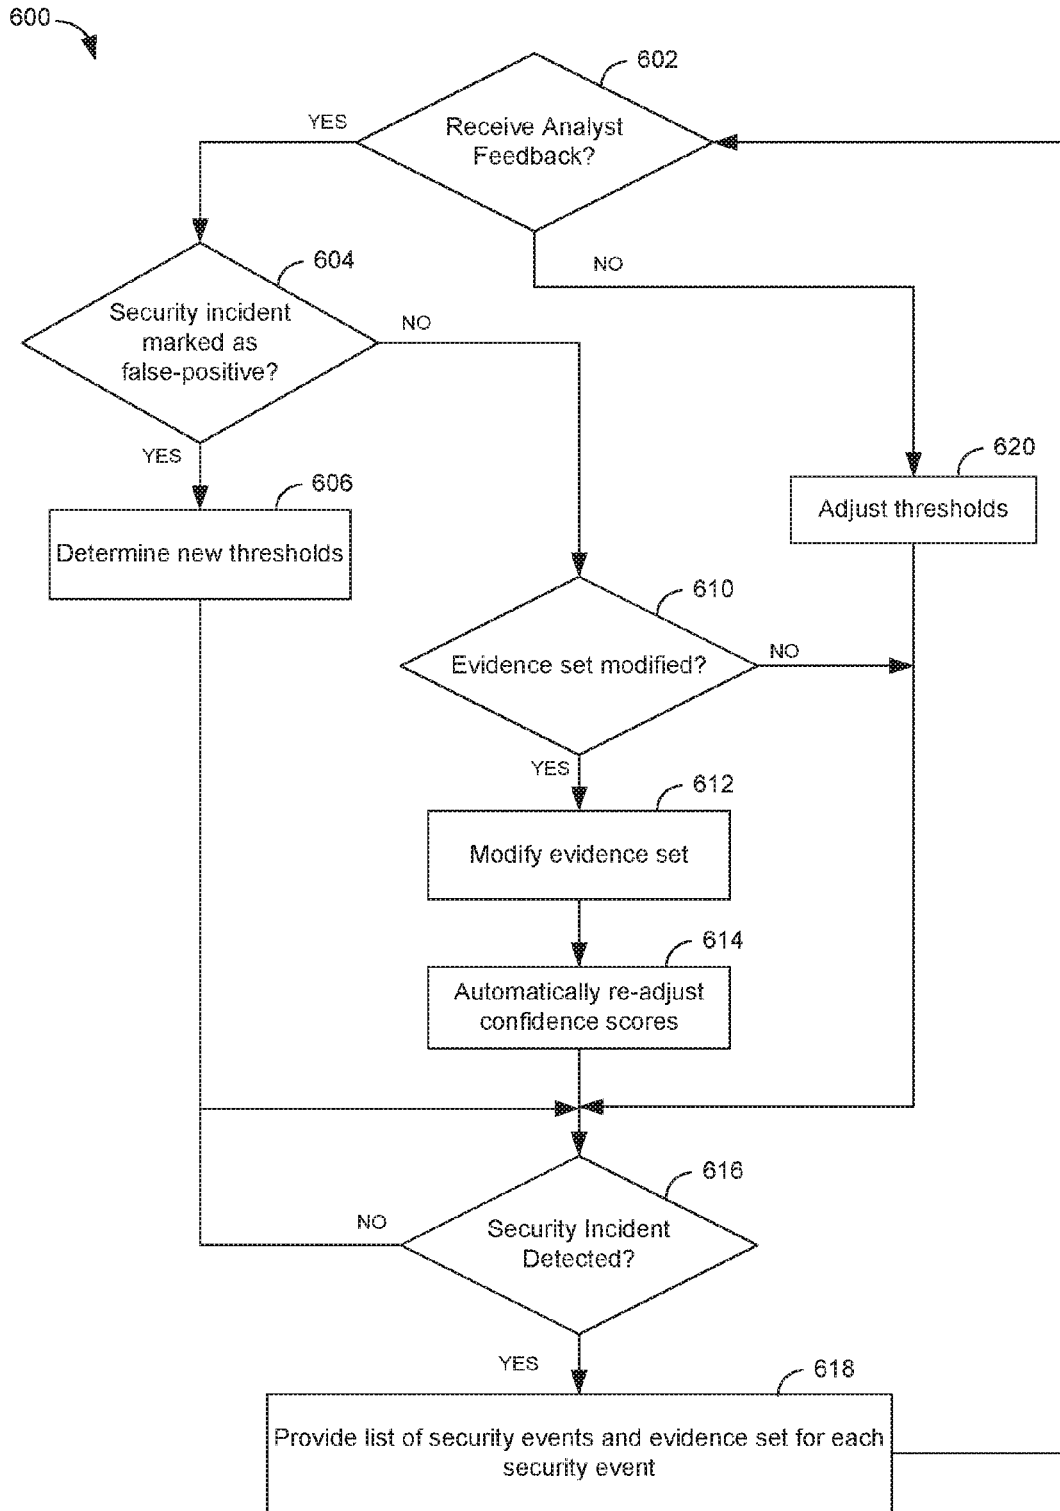 600
602
YES
Receive Analyst
Feedback?
604
NO
Security incident
marked as
false-positive?
NO
YES
620
606
Adjust thresholds
Determine new thresholds
610
Evidence set modified?
NO
YES
612
Modify evidence set
614
Automatically re-adjust
confidence scores
616
NO
Security Incident
Detected?
YES
618
Provide list of security events and evidence set for each
security event